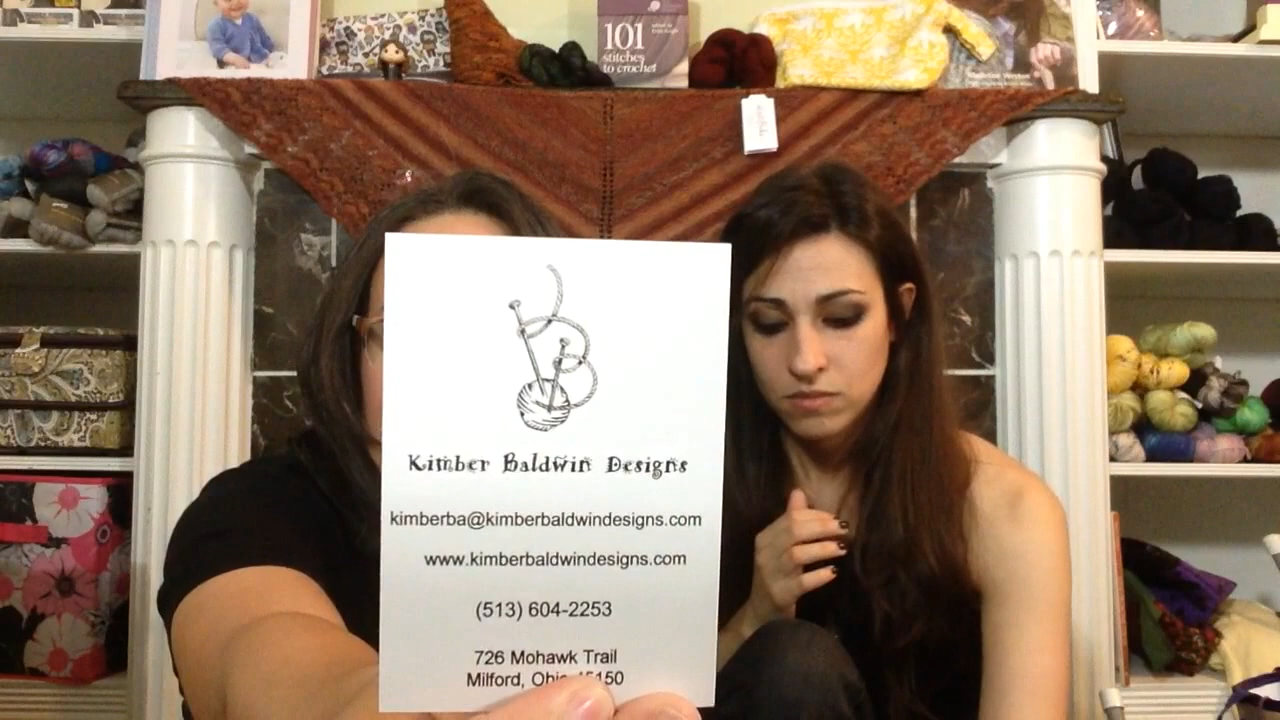 101
stitches
to crochet
Kimber Baldwin Designs
kimberba@kimberbaldwindesigns.com
www.kimberbaldwindesigns.com
(513) 604-2253
726 Mohawk Trail
Milford, Ohio